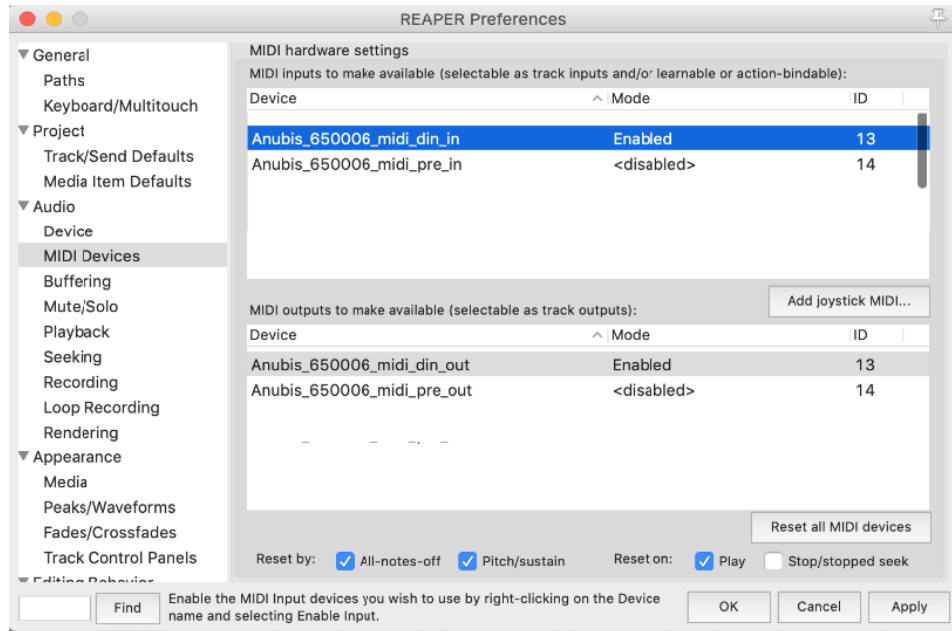 REAPER Preferences
General
Paths
Keyboard/Multitouch
Project
Track/Send Defaults
Media Item Defaults
Audio
Device
MIDI Devices
Buffering
Mute/Solo
Playback
Seeking
Recording
Loop Recording
Rendering
Appearance
Media
Peaks/Waveforms
Fades/Crossfades
Track Control Panels
MIDI hardware settings
MIDI inputs to make available (selectable as track inputs and/or learnable or action-bindable):
Device Mode ID
Anubis_650006_midi_din_in Enabled 13
Anubis_650006_midi_pre_in <disabled> 14
Add joystick MIDI...
MIDI outputs to make available (selectable as track outputs):
Device Mode ID
Anubis_650006_midi_din_out Enabled 13
Anubis_650006_midi_pre_out <disabled> 14
Reset all MIDI devices
Reset by: All-notes-off Pitch/sustain Reset on: Play Stop/stopped seek
Find
Enable the MIDI Input devices you wish to use by right-clicking on the Device
name and selecting Enable Input.
OK Cancel Apply